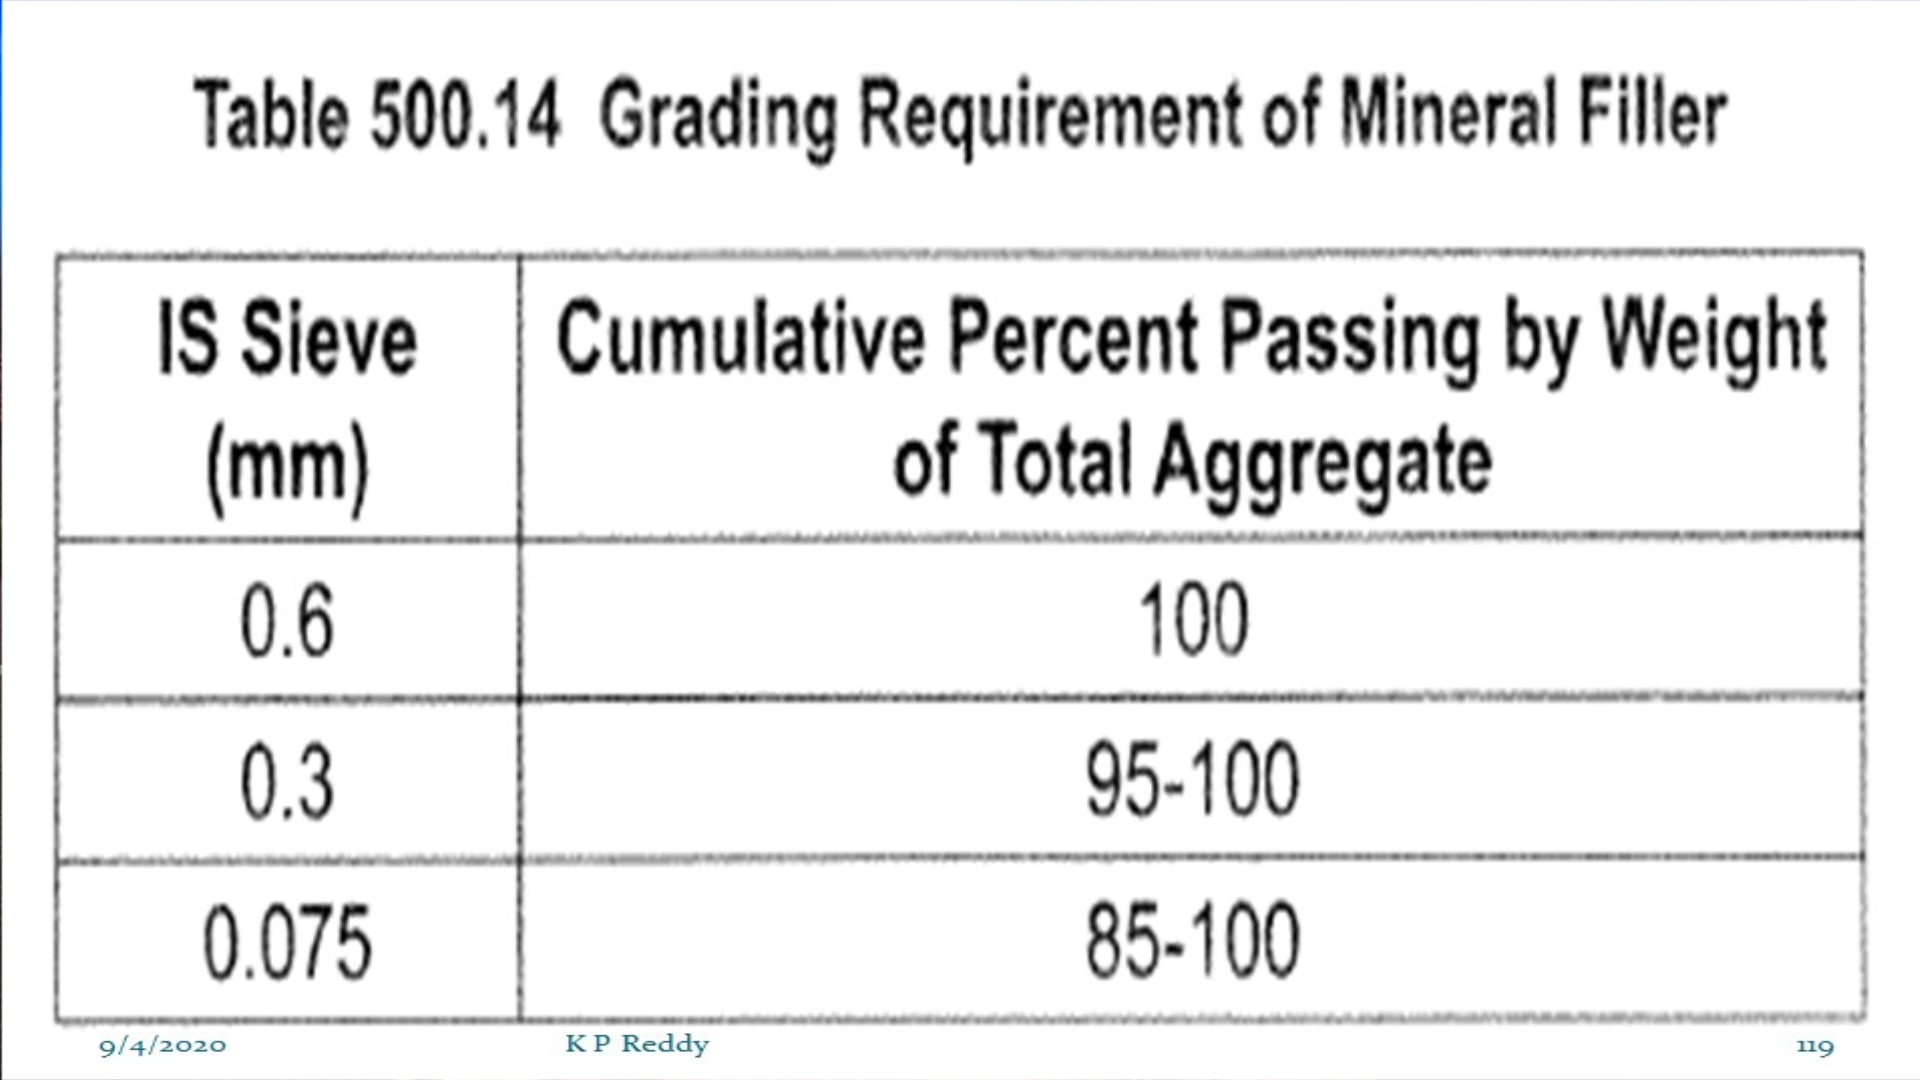 Table 500.14 Grading Requirement of Mineral Filler
IS Sieve
(mm)
Cumulative Percent Passing by Weight
of Total Aggregate
0.6 100
0.3 95-100
0.075 85-100
9/4/2020 K P Reddy 119